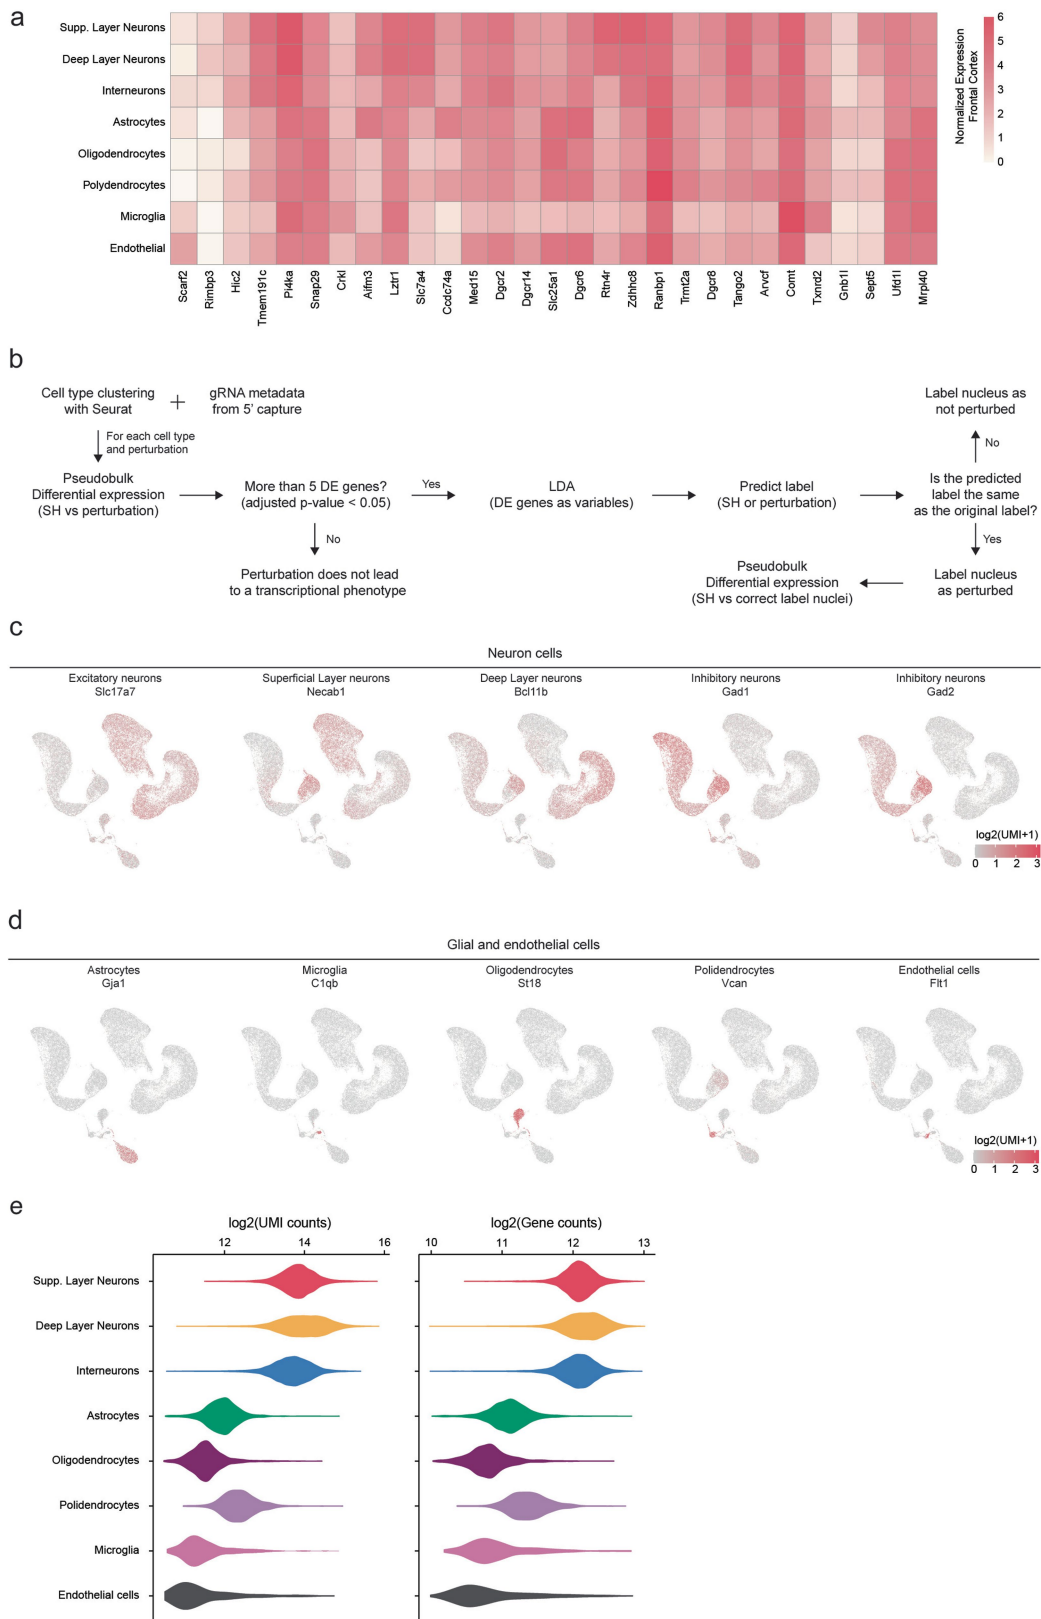 a
Supp. Layer Neurons
Deep Layer Neurons
Interneurons
Astrocytes
Oligodendrocytes
Polydendrocytes
Microglia
Endothelial
Scarf2
Rimbp3
Hic2
Tmem191c
Pi4ka
Snap29
Crkl
Aifm3
Lztr1
Slc7a4
Ccdc74a
Med15
Dgcr2
Dgcr14
Slc25a1
Dgcr6
Rtn4r
Zdhhc8
Ranbp1
Trmt2a
Dgcr8
Tango2
Arvcf
Comt
Txnrd2
Gnb1l
Sept5
Ufd1l
Mrpl40
Normalized Expression
Frontal Cortex
6
5
4
3
2
1
0
b
Cell type clustering
with Seurat
+
gRNA metadata
from 5' capture
For each cell type
and perturbation
Pseudobulk
Differential expression
(SH vs perturbation)
More than 5 DE genes?
(adjusted p-value < 0.05)
Yes
No
Perturbation does not lead
to a transcriptional phenotype
LDA
(DE genes as variables)
Predict label
(SH or perturbation)
Label nucleus as
not perturbed
No
Is the predicted
label the same
as the original label?
Yes
Label nucleus
as perturbed
Pseudobulk
Differential expression
(SH vs correct label nuclei)
c
Neuron cells
Excitatory neurons
Slc17a7
Superficial Layer neurons
Necab1
Deep Layer neurons
Bcl11b
Inhibitory neurons
Gad1
Inhibitory neurons
Gad2
log2(UMI+1)
0 1 2 3
d
Glial and endothelial cells
Astrocytes
Gja1
Microglia
C1qb
Oligodendrocytes
St18
Polidendrocytes
Vcan
Endothelial cells
Flt1
log2(UMI+1)
0 1 2 3
e
log2(UMI counts)
12 14 16
log2(Gene counts)
10 11 12 13
Supp. Layer Neurons
Deep Layer Neurons
Interneurons
Astrocytes
Oligodendrocytes
Polidendrocytes
Microglia
Endothelial cells